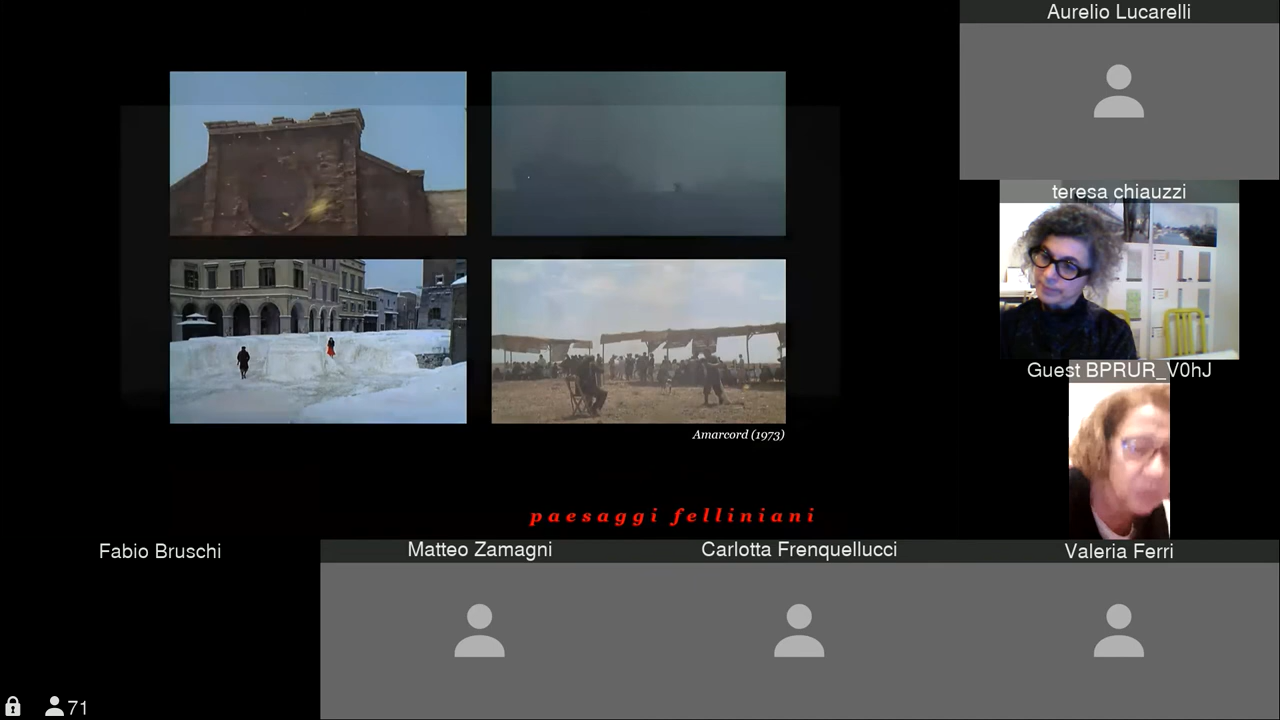 Aurelio Lucarelli
teresa chiauzzi
Guest BPRUR_V0hJ
Amarcord (1973)
paesaggi felliniani
Fabio Bruschi
Matteo Zamagni
Carlotta Frenquellucci
Valeria Ferri
71